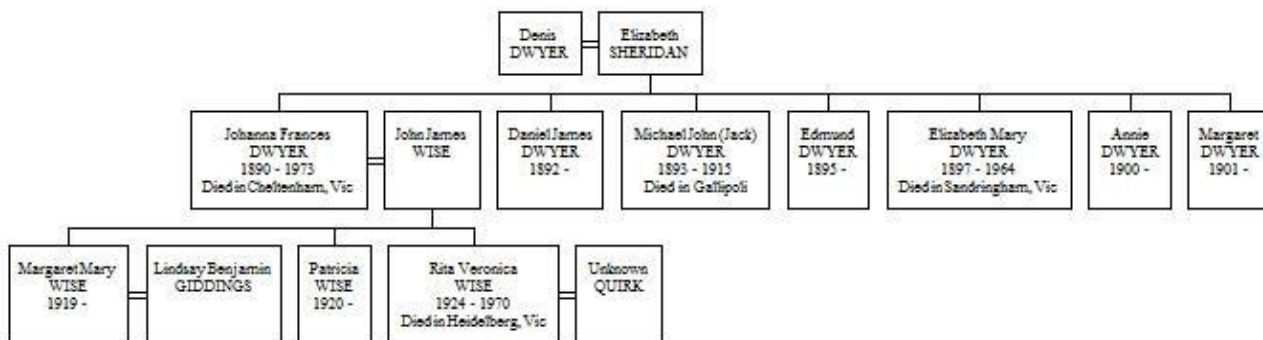 Denis
DWYER
Elizabeth
SHERIDAN
Johanna Frances
DWYER
1890 - 1973
Died in Cheltenham, Vic
John James
WISE
Daniel James
DWYER
1892 -
Michael John (Jack)
DWYER
1893 - 1915
Died in Gallipoli
Edmund
DWYER
1895 -
Elizabeth Mary
DWYER
1897 - 1964
Died in Sandringham, Vic
Annie
DWYER
1900 -
Margaret
DWYER
1901 -
Margaret Mary
WISE
1919 -
Lindsay Benjamin
GIDDINGS
Patricia
WISE
1920 -
Rita Veronica
WISE
1924 - 1970
Died in Heidelberg, Vic
Unknown
QUIRK